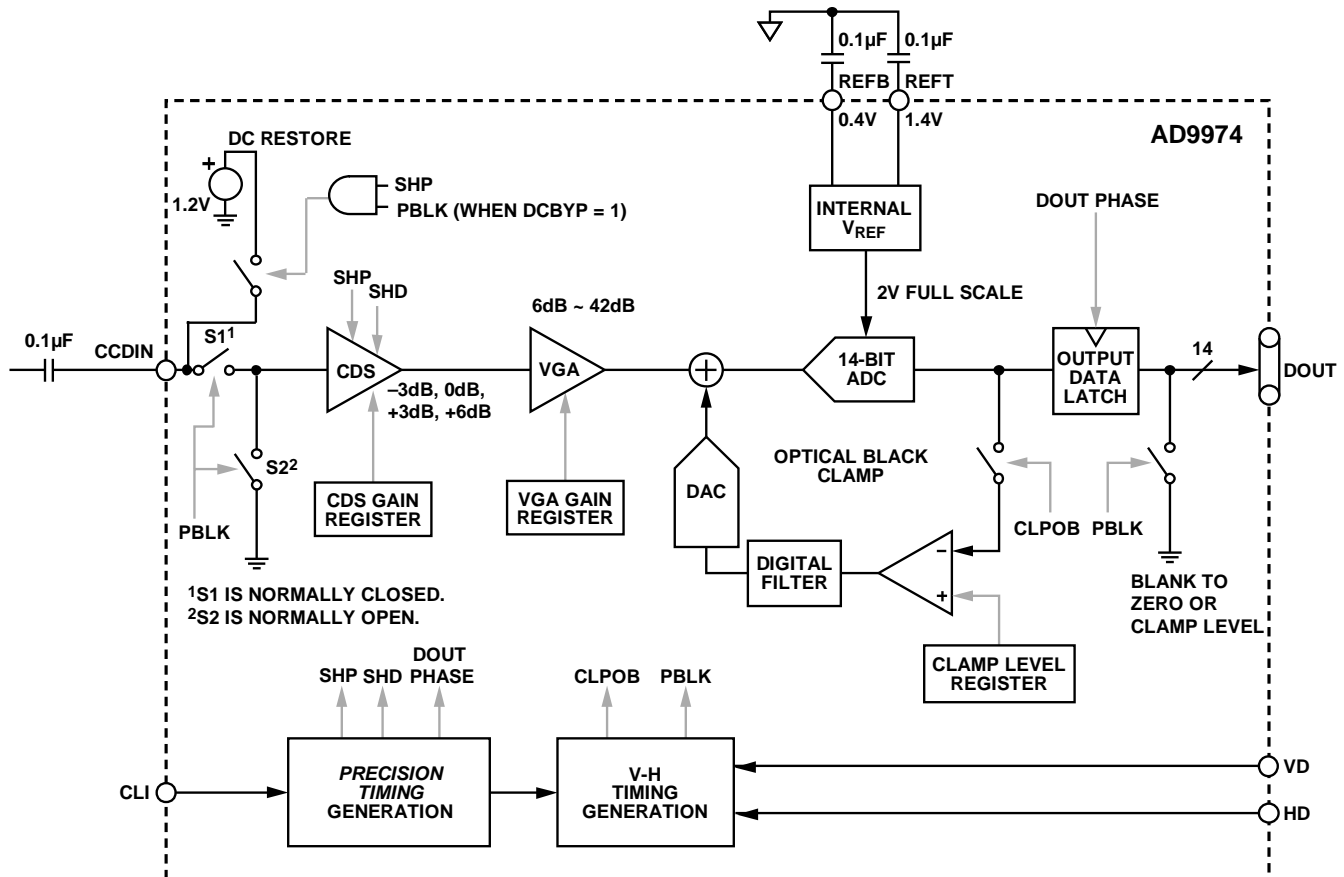 0.1µF
0.1µF
REFB
REFT
0.4V
1.4V
AD9974
DC RESTORE
+
1.2V
SHP
PBLK (WHEN DCBYP = 1)
INTERNAL
VREF
DOUT PHASE
SHP
SHD
6dB ~ 42dB
2V FULL SCALE
0.1µF
CCDIN
S1¹
CDS
–3dB, 0dB,
+3dB, +6dB
VGA
+
14-BIT
ADC
OUTPUT
DATA
LATCH
14
DOUT
S2²
PBLK
CDS GAIN
REGISTER
VGA GAIN
REGISTER
DAC
OPTICAL BLACK
CLAMP
CLPOB
PBLK
DIGITAL
FILTER
–
+
BLANK TO
ZERO OR
CLAMP LEVEL
¹S1 IS NORMALLY CLOSED.
²S2 IS NORMALLY OPEN.
CLAMP LEVEL
REGISTER
SHP
SHD
DOUT
PHASE
CLPOB
PBLK
CLI
PRECISION
TIMING
GENERATION
V-H
TIMING
GENERATION
VD
HD